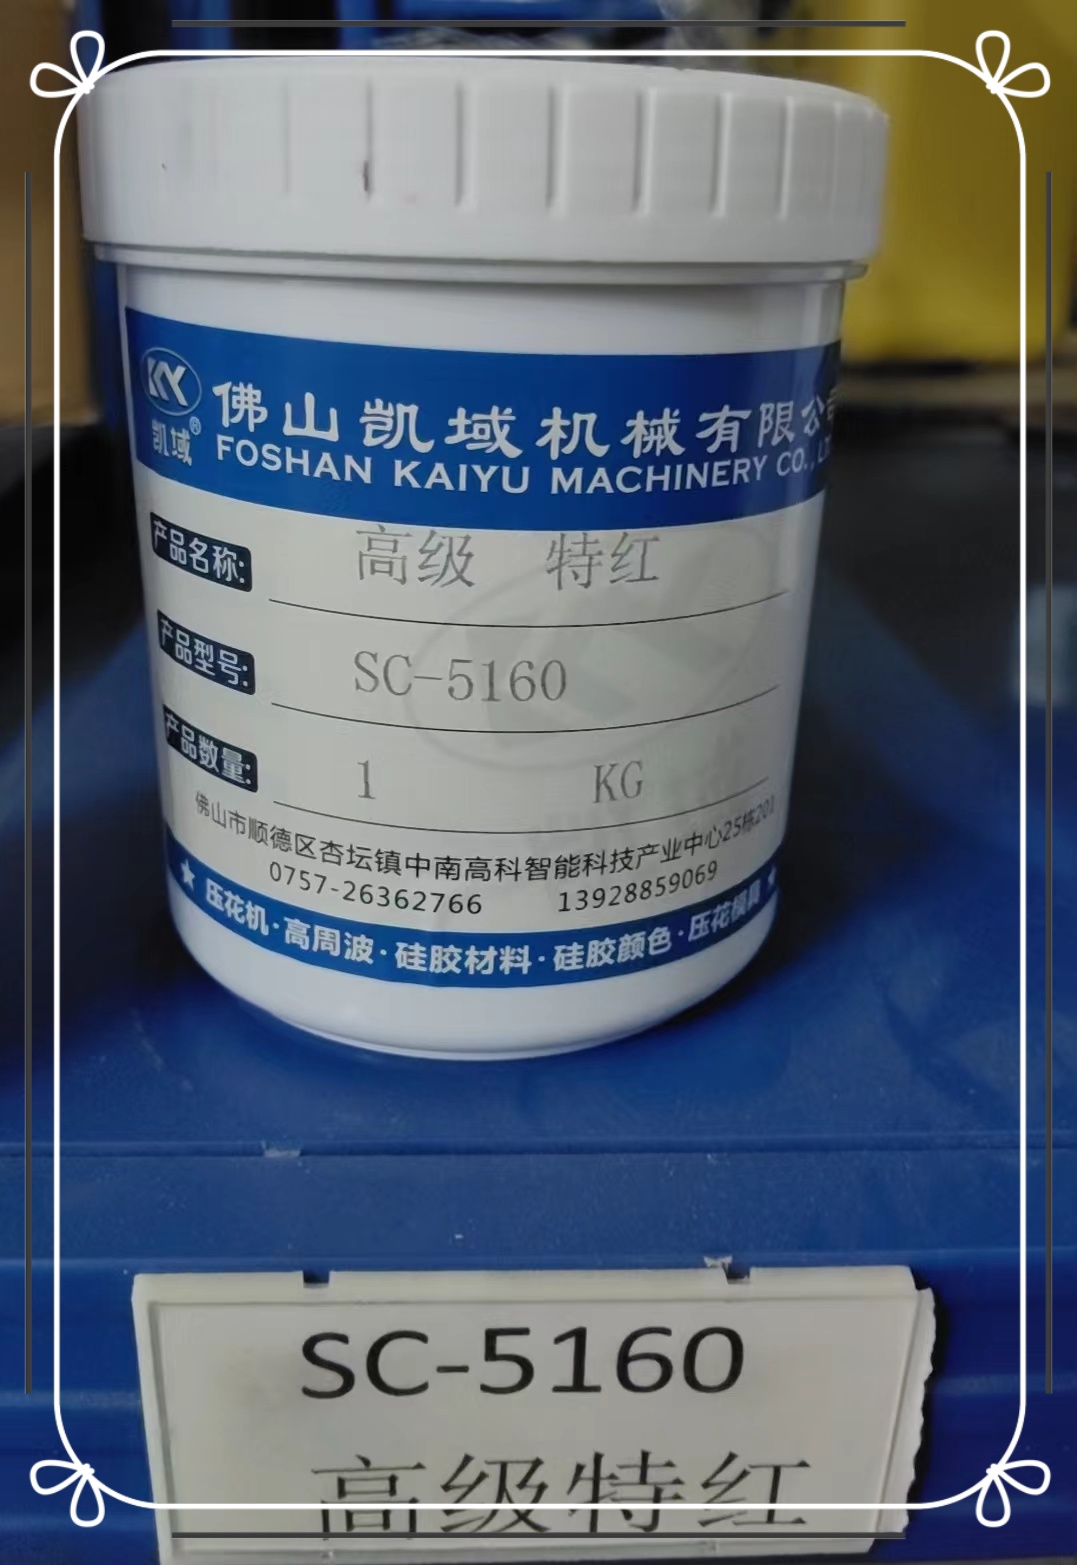 KY
凯域®
佛山凯域机械有限公司
FOSHAN KAIYU MACHINERY CO., LT
产品名称: 高级 特红
产品型号: SC-5160
产品数量: 1 KG
佛山市顺德区杏坛镇中南高科智能科技产业中心25栋201
0757-26362766 13928859069
★ 压花机·高周波·硅胶材料·硅胶颜色·压花模具 ★
SC-5160
高级特红